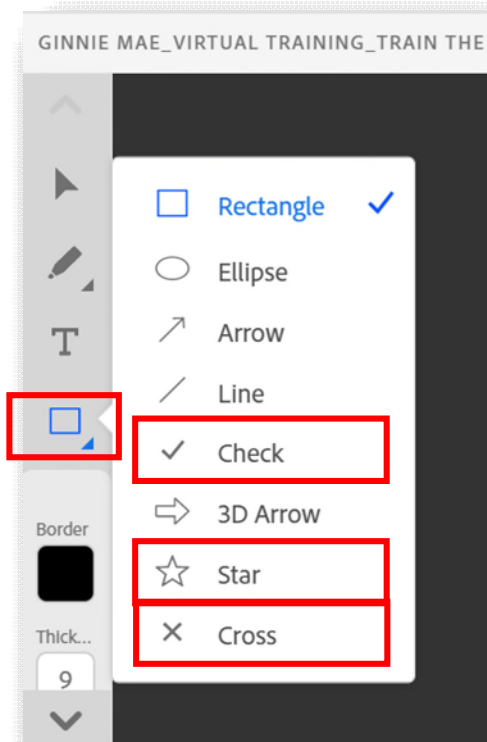 GINNIE MAE_VIRTUAL TRAINING_TRAIN THE
Rectangle
Ellipse
T
Arrow
Line
Check
3D Arrow
Border
Star
Thick...
Cross
9